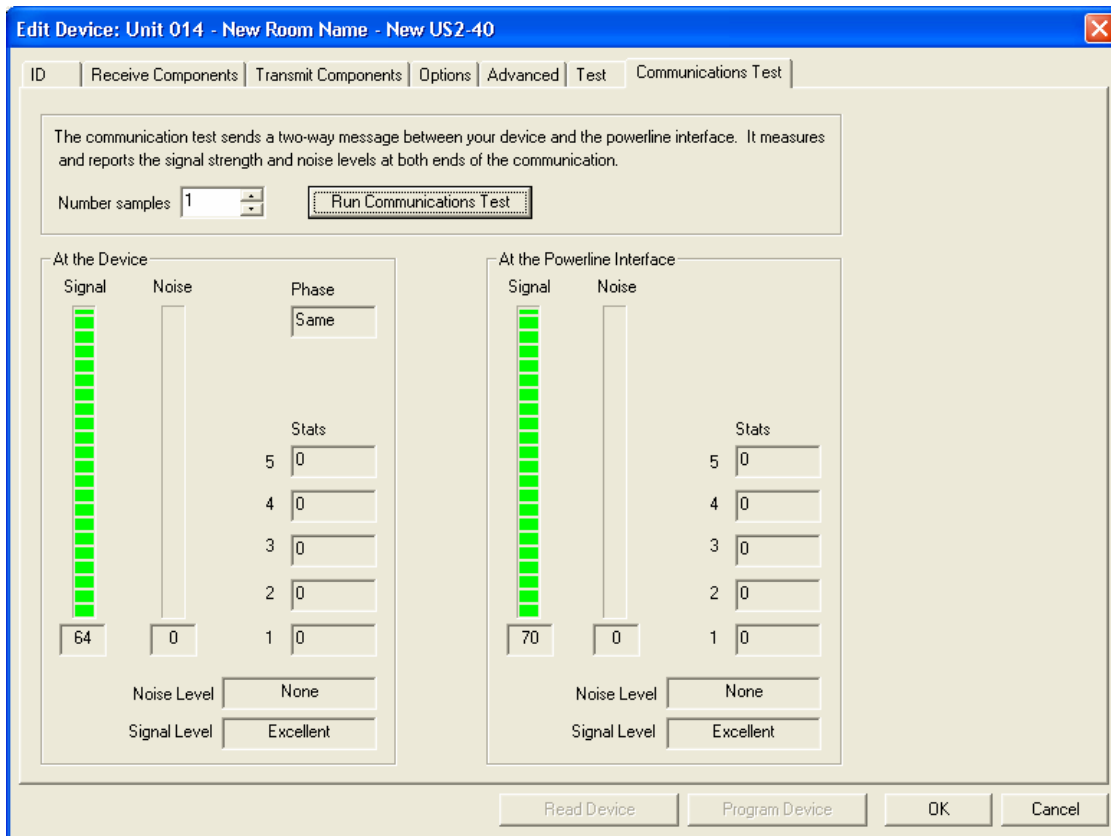 Edit Device: Unit 014 - New Room Name - New US2-40
ID Receive Components Transmit Components Options Advanced Test Communications Test
The communication test sends a two-way message between your device and the powerline interface. It measures
and reports the signal strength and noise levels at both ends of the communication.
Number samples 1 Run Communications Test
At the Device
Signal Noise Phase
Same
Stats
5 0
4 0
3 0
2 0
64 0 1 0
Noise Level None
Signal Level Excellent
At the Powerline Interface
Signal Noise
Stats
5 0
4 0
3 0
2 0
70 0 1 0
Noise Level None
Signal Level Excellent
Read Device Program Device OK Cancel